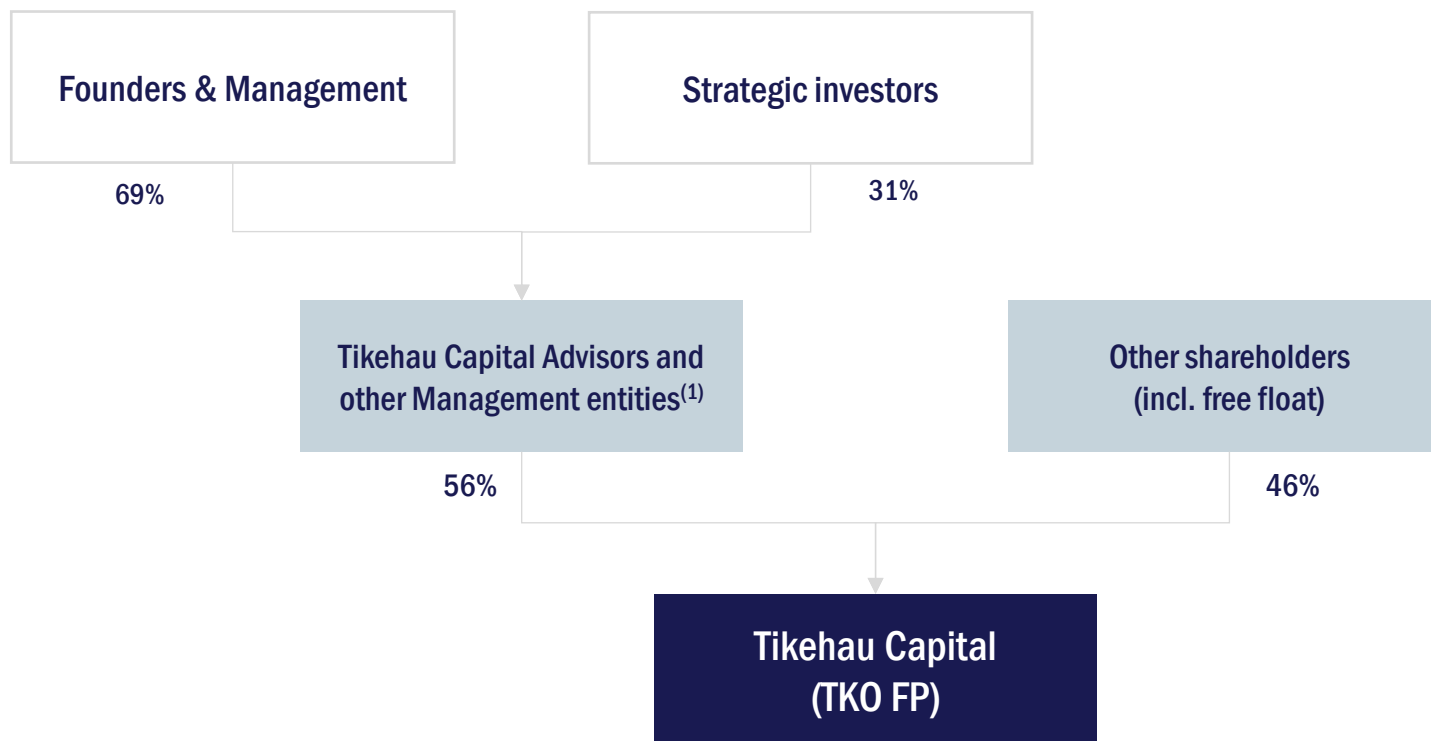 Founders & Management
Strategic investors
69%
31%
Tikehau Capital Advisors and
other Management entities(1)
Other shareholders
(incl. free float)
56%
46%
Tikehau Capital
(TKO FP)